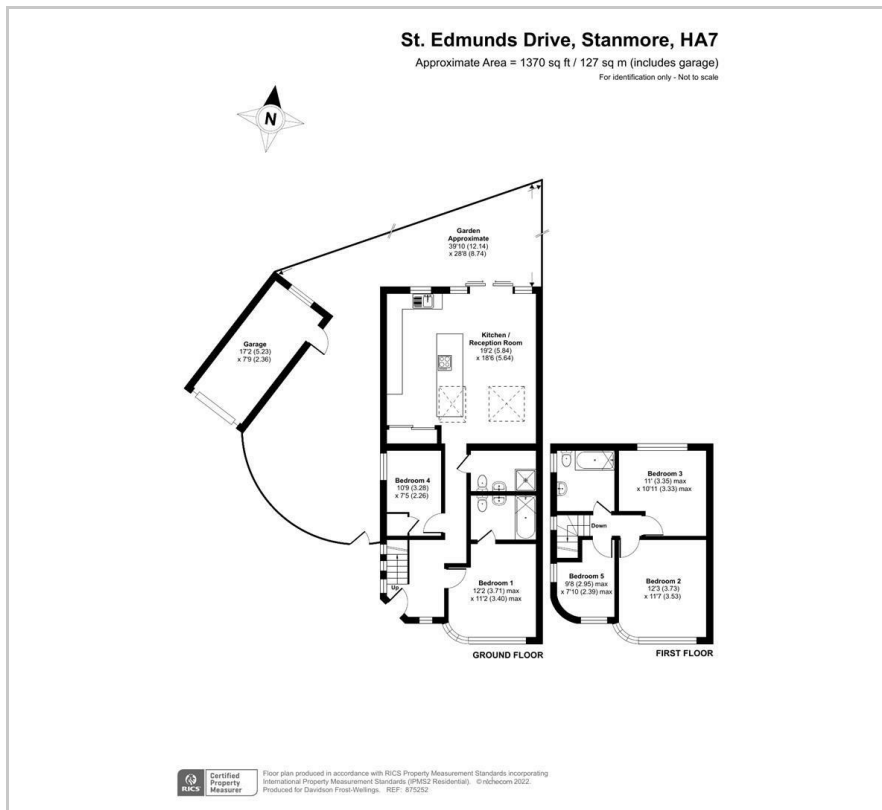 St. Edmunds Drive, Stanmore, HA7
Approximate Area = 1370 sq ft / 127 sq m (includes garage)
For identification only - Not to scale
N
Garden
Approximate
39'10 (12.14)
x 28'8 (8.74)
Garage
17'2 (5.23)
x 7'9 (2.36)
Kitchen /
Reception Room
19'2 (5.84)
x 18'6 (5.64)
Bedroom 4
10'9 (3.28)
x 7'5 (2.26)
Up
Bedroom 1
12'2 (3.71) max
x 11'2 (3.40) max
GROUND FLOOR
Bedroom 3
11' (3.35) max
x 10'11 (3.33) max
Down
Bedroom 5
9'8 (2.95) max
x 7'10 (2.39) max
Bedroom 2
12'3 (3.73)
x 11'7 (3.53)
FIRST FLOOR
RICS
Certified
Property
Measurer
Floor plan produced in accordance with RICS Property Measurement Standards incorporating
International Property Measurement Standards (IPMS2 Residential). © nichecom 2022.
Produced for Davidson Frost-Wellings. REF: 875252